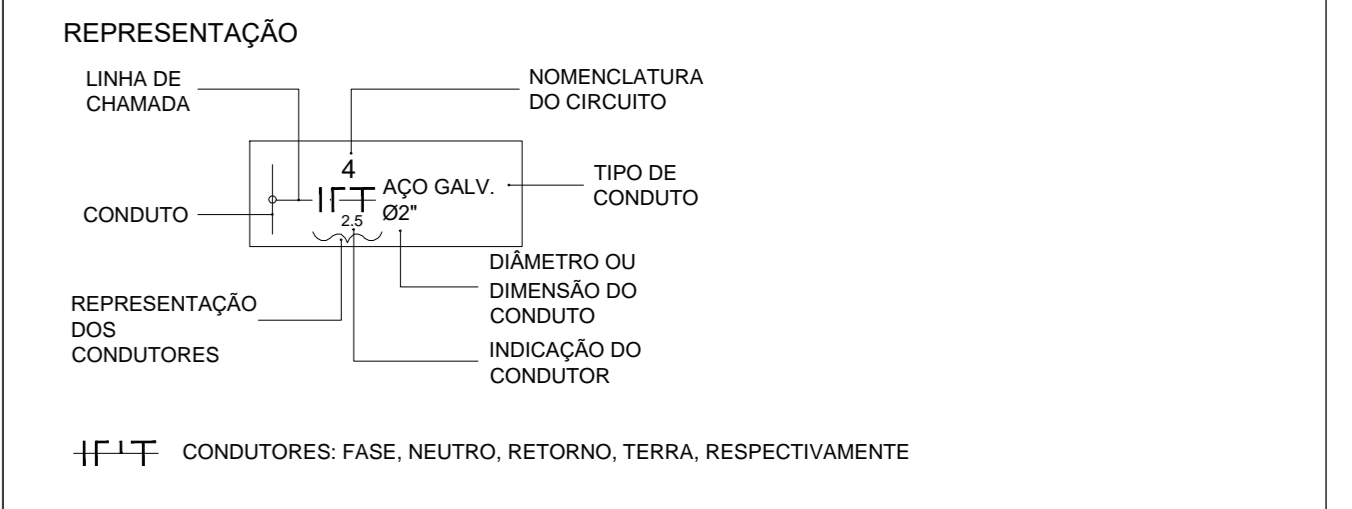 REPRESENTAÇÃO
LINHA DE
CHAMADA
NOMENCLATURA
DO CIRCUITO
4
AÇO GALV.
Ø2"
2.5
TIPO DE
CONDUTO
CONDUTO
DIÂMETRO OU
DIMENSÃO DO
CONDUTO
REPRESENTAÇÃO
DOS
CONDUTORES
INDICAÇÃO DO
CONDUTOR
CONDUTORES: FASE, NEUTRO, RETORNO, TERRA, RESPECTIVAMENTE